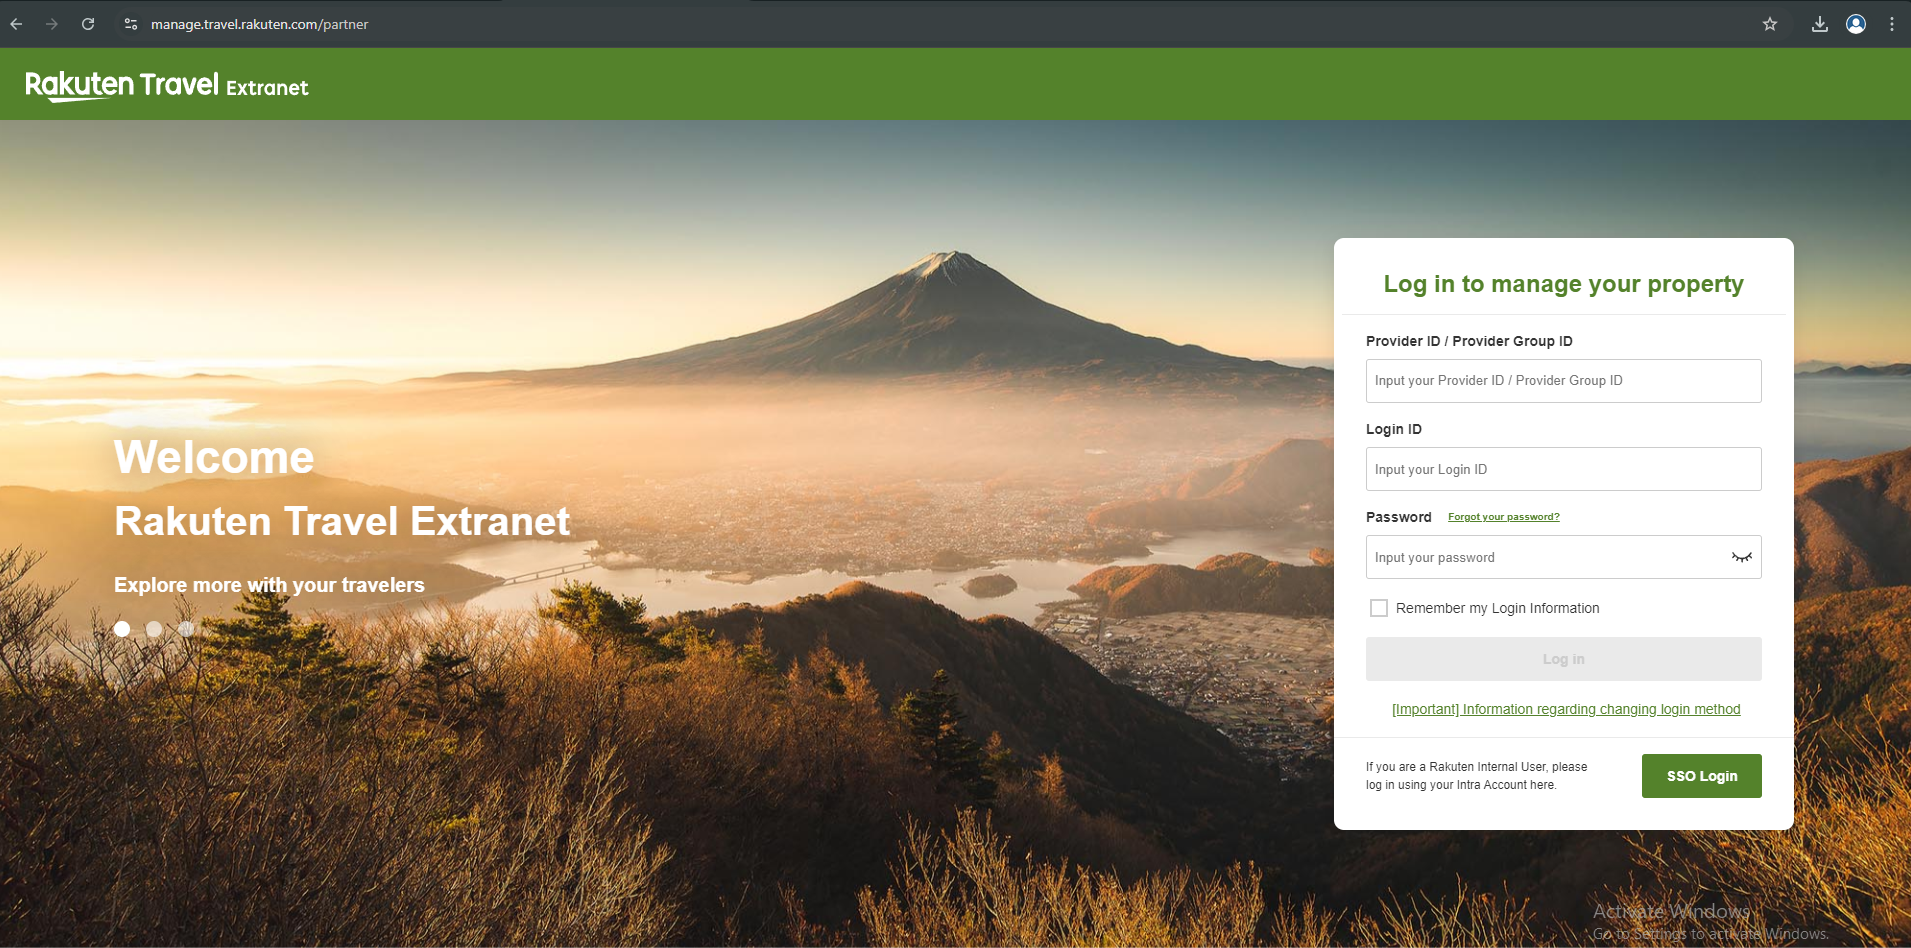 manage.travel.rakuten.com/partner
Rakuten Travel Extranet
Welcome
Rakuten Travel Extranet
Explore more with your travelers
Log in to manage your property
Provider ID / Provider Group ID
Input your Provider ID / Provider Group ID
Login ID
Input your Login ID
Password Forgot your password?
Input your password
Remember my Login Information
Log in
[Important] Information regarding changing login method
If you are a Rakuten Internal User, please
log in using your Intra Account here.
SSO Login
Activate Windows
Go to Settings to activate Windows.